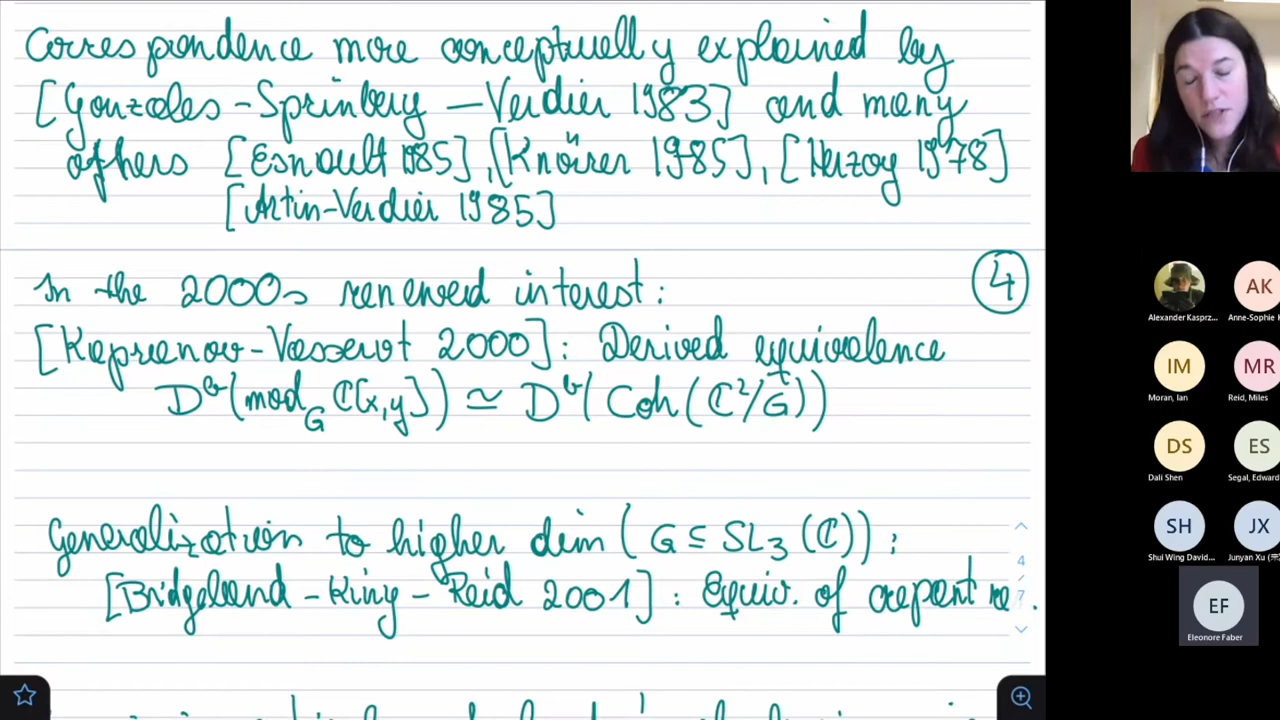 Correspondence more conceptually explained by
[Gonzales-Sprinberg-Verdier 1983] and many
others [Esnault 1985], [Knörrer 1985], [Herzog 1978]
[Artin-Verdier 1985]
In the 2000s renewed interest: ④
[Kapranov-Vasserot 2000]: Derived equivalence
D^b(mod_G ℂ[x,y]) ≃ D^b(Coh(ℂ²/G))
Generalization to higher dim (G ⊆ SL₃(ℂ)):
[Bridgeland-King-Reid 2001]: Equiv. of crepant re
4
7
Alexander Kasprz...
AK
Anne-Sophie K
IM
Moran, Ian
MR
Reid, Miles
DS
Dali Shen
ES
Segal, Edward
SH
Shui Wing David...
JX
Junyan Xu
EF
Eleonore Faber